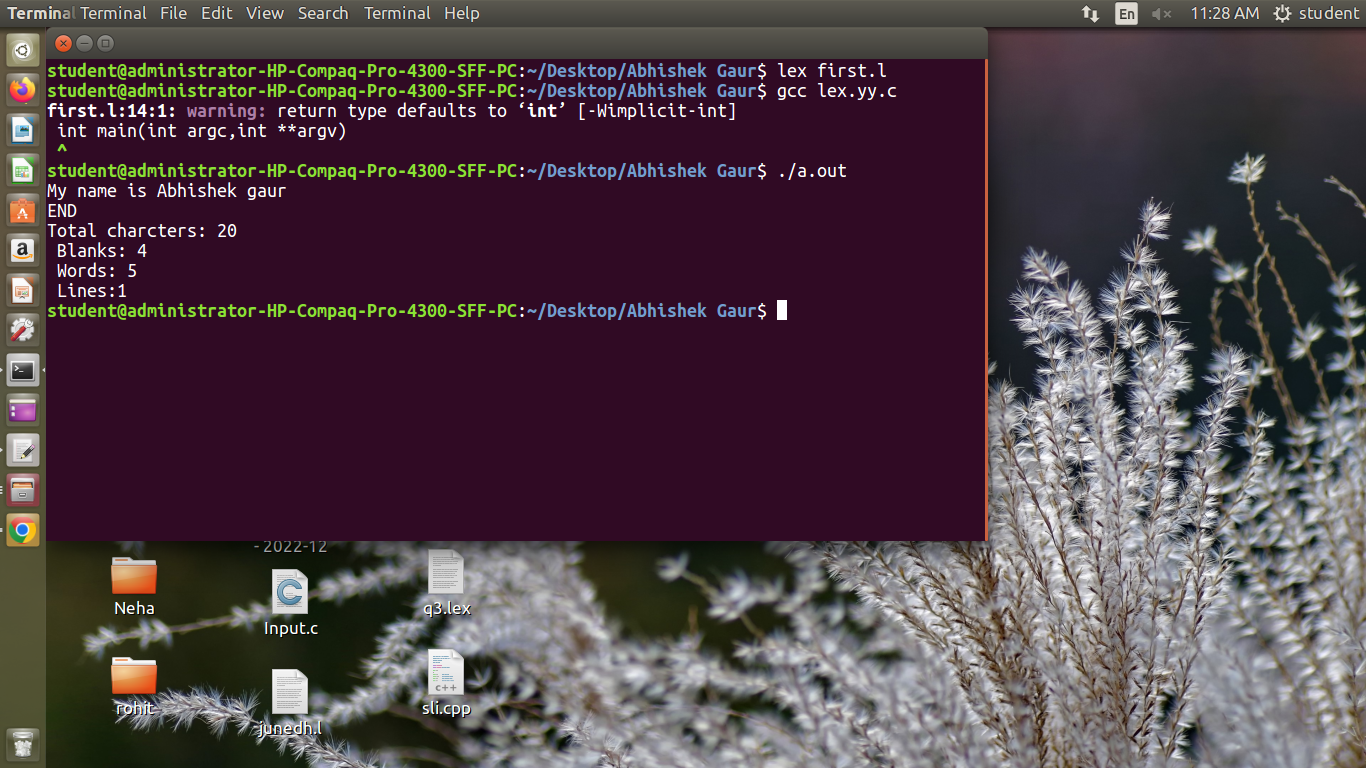 Terminal Terminal File Edit View Search Terminal Help En 11:28 AM student
student@administrator-HP-Compaq-Pro-4300-SFF-PC:~/Desktop/Abhishek Gaur$ lex first.l
student@administrator-HP-Compaq-Pro-4300-SFF-PC:~/Desktop/Abhishek Gaur$ gcc lex.yy.c
first.l:14:1: warning: return type defaults to ‘int’ [-Wimplicit-int]
 int main(int argc,int **argv)
 ^
student@administrator-HP-Compaq-Pro-4300-SFF-PC:~/Desktop/Abhishek Gaur$ ./a.out
My name is Abhishek gaur
END
Total charcters: 20
 Blanks: 4
 Words: 5
 Lines:1
student@administrator-HP-Compaq-Pro-4300-SFF-PC:~/Desktop/Abhishek Gaur$
- 2022-12
Neha
Input.c
q3.lex
rohit
junedh.l
C++
sli.cpp